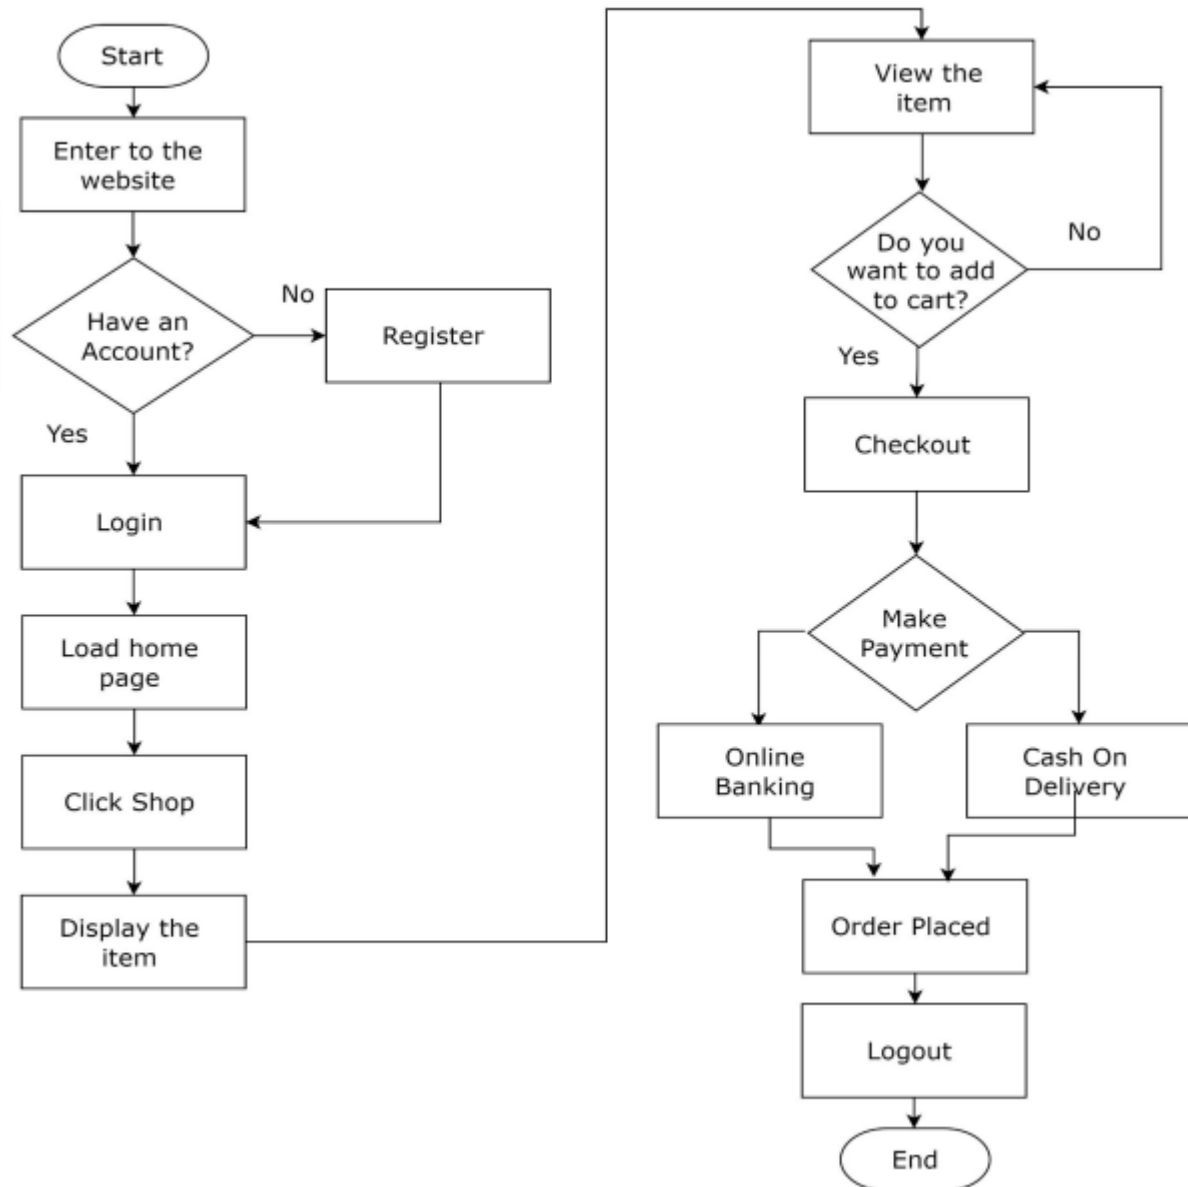 Start
Enter to the
website
Have an
Account?
No
Register
Yes
Login
Load home
page
Click Shop
Display the
item
View the
item
Do you
want to add
to cart?
No
Yes
Checkout
Make
Payment
Online
Banking
Cash On
Delivery
Order Placed
Logout
End